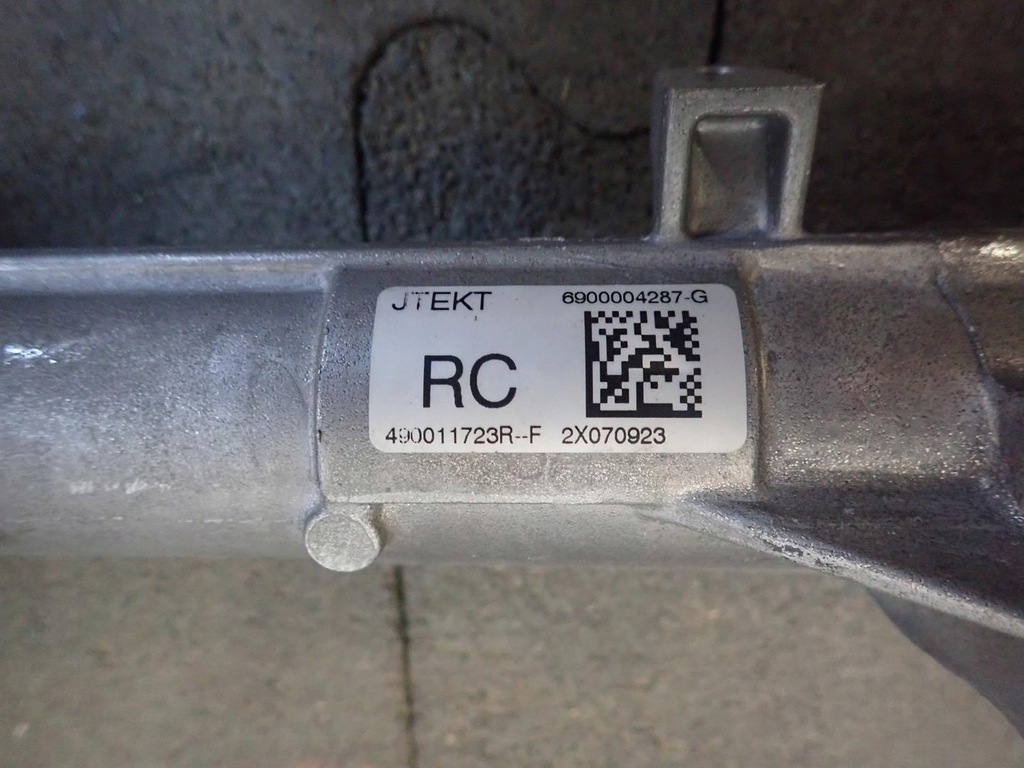 JTEKT 6900004287-G
RC
490011723R--F 2X070923